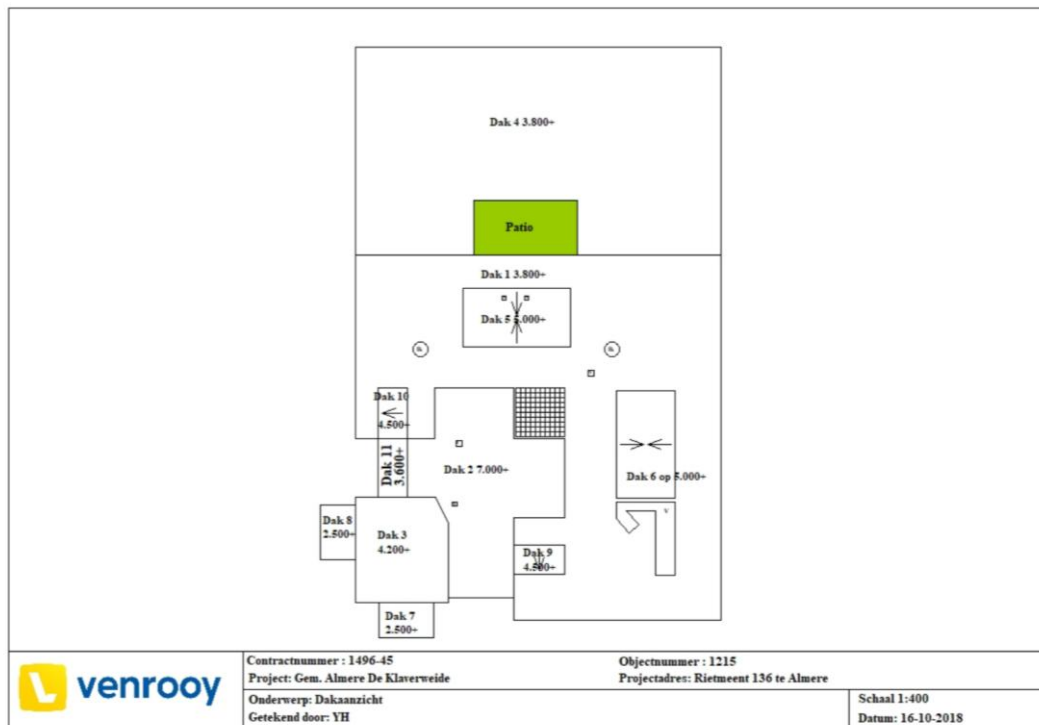 Dak 4 3.800+
Patio
Dak 1 3.800+
Dak 5 5.000+
Dak 10
4.500+
Dak 11
3.600+
Dak 2 7.000+
Dak 6 op 5.000+
V
Dak 8
2.500+
Dak 3
4.200+
Dak 9
4.500+
Dak 7
2.500+
venrooy
Contractnummer : 1496-45
Project: Gem. Almere De Klaverweide
Objectnummer : 1215
Projectadres: Rietmeent 136 te Almere
Onderwerp: Dakaanzicht
Getekend door: YH
Schaal 1:400
Datum: 16-10-2018